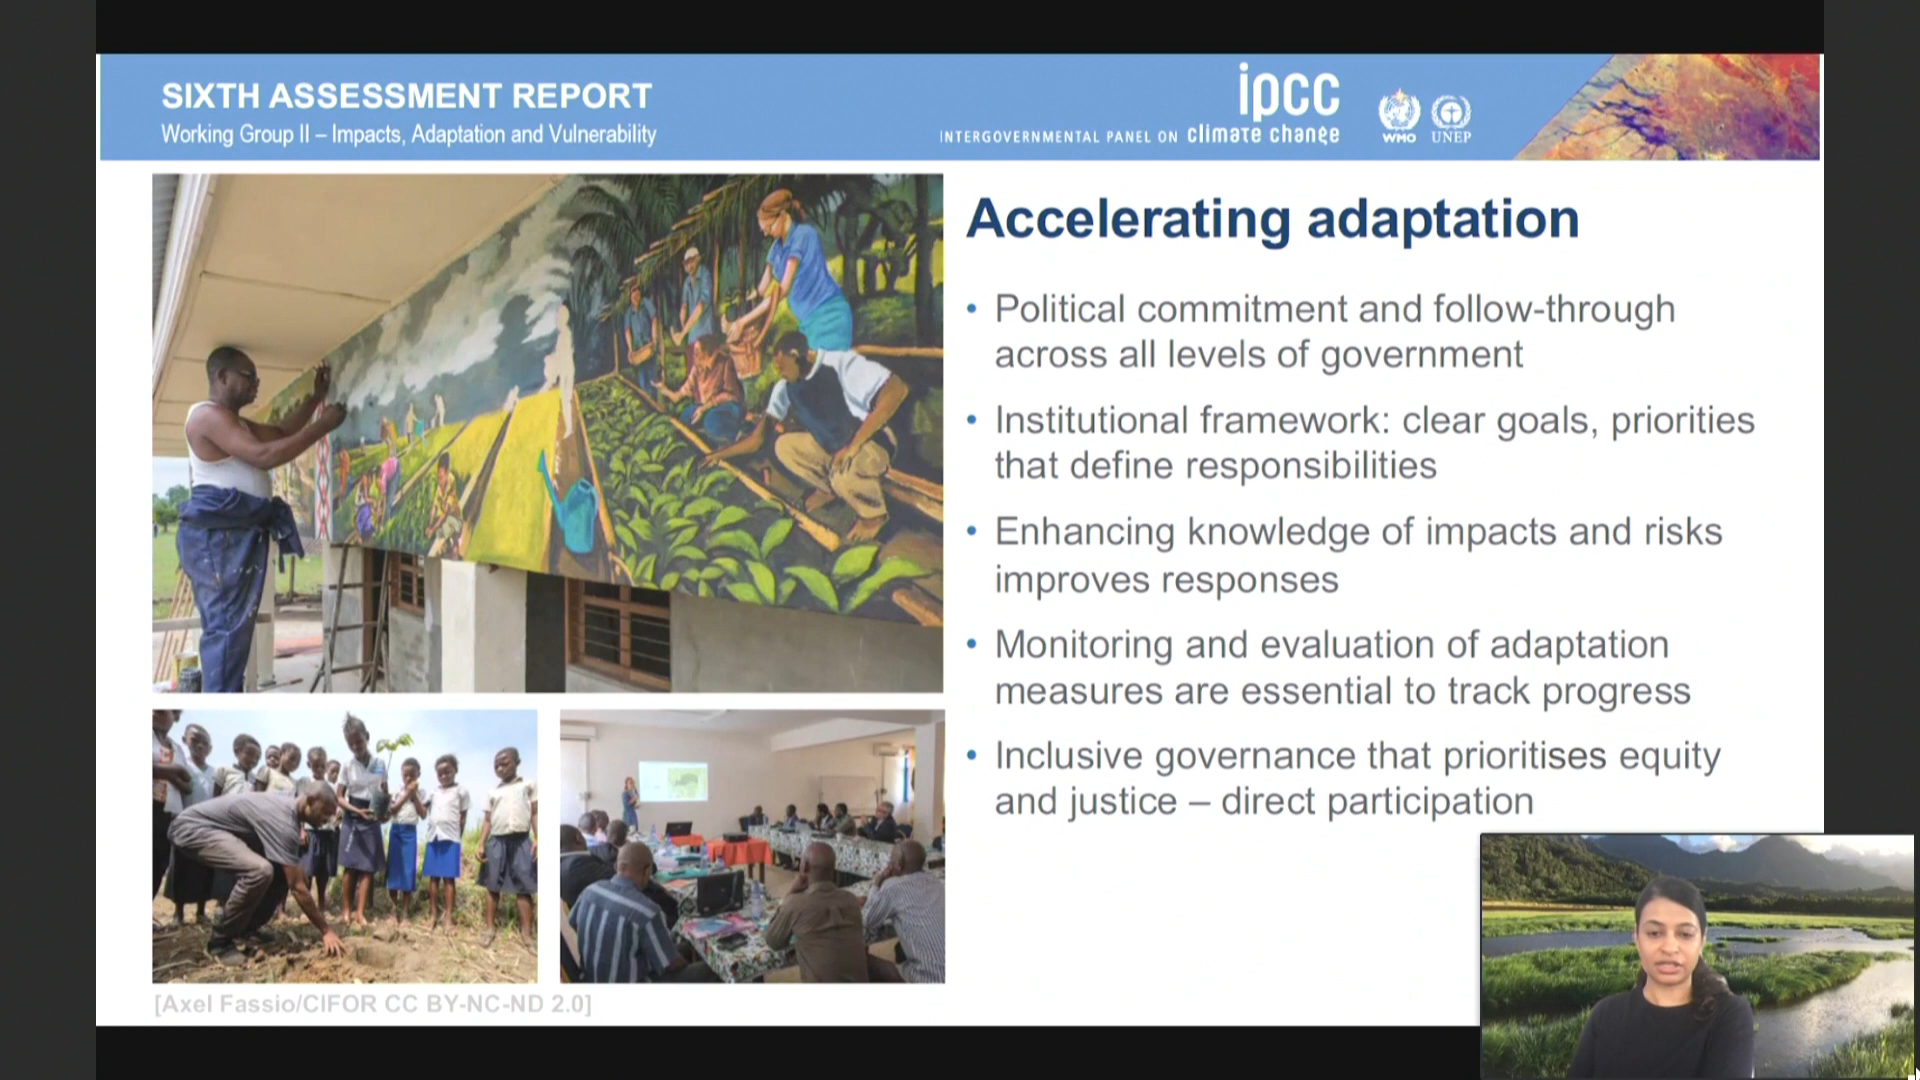 SIXTH ASSESSMENT REPORT
Working Group II – Impacts, Adaptation and Vulnerability
ipcc
INTERGOVERNMENTAL PANEL ON climate change
WMO
UNEP
Accelerating adaptation
• Political commitment and follow-through
across all levels of government
• Institutional framework: clear goals, priorities
that define responsibilities
• Enhancing knowledge of impacts and risks
improves responses
• Monitoring and evaluation of adaptation
measures are essential to track progress
• Inclusive governance that prioritises equity
and justice – direct participation
[Axel Fassio/CIFOR CC BY-NC-ND 2.0]